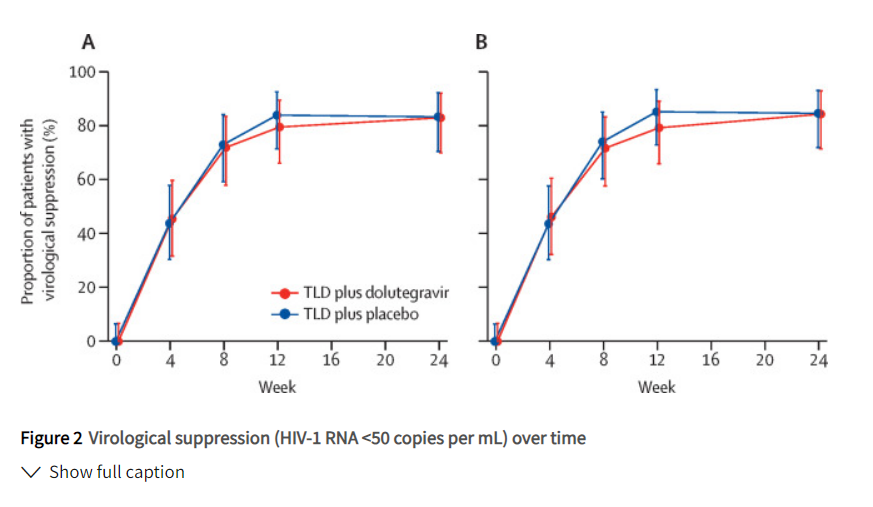 A
B
100
80
60
40
20
0
Proportion of patients with
virological suppression (%)
TLD plus dolutegravir
TLD plus placebo
0 4 8 12 16 20 24
Week
0 4 8 12 16 20 24
Week
Figure 2 Virological suppression (HIV-1 RNA <50 copies per mL) over time
Show full caption